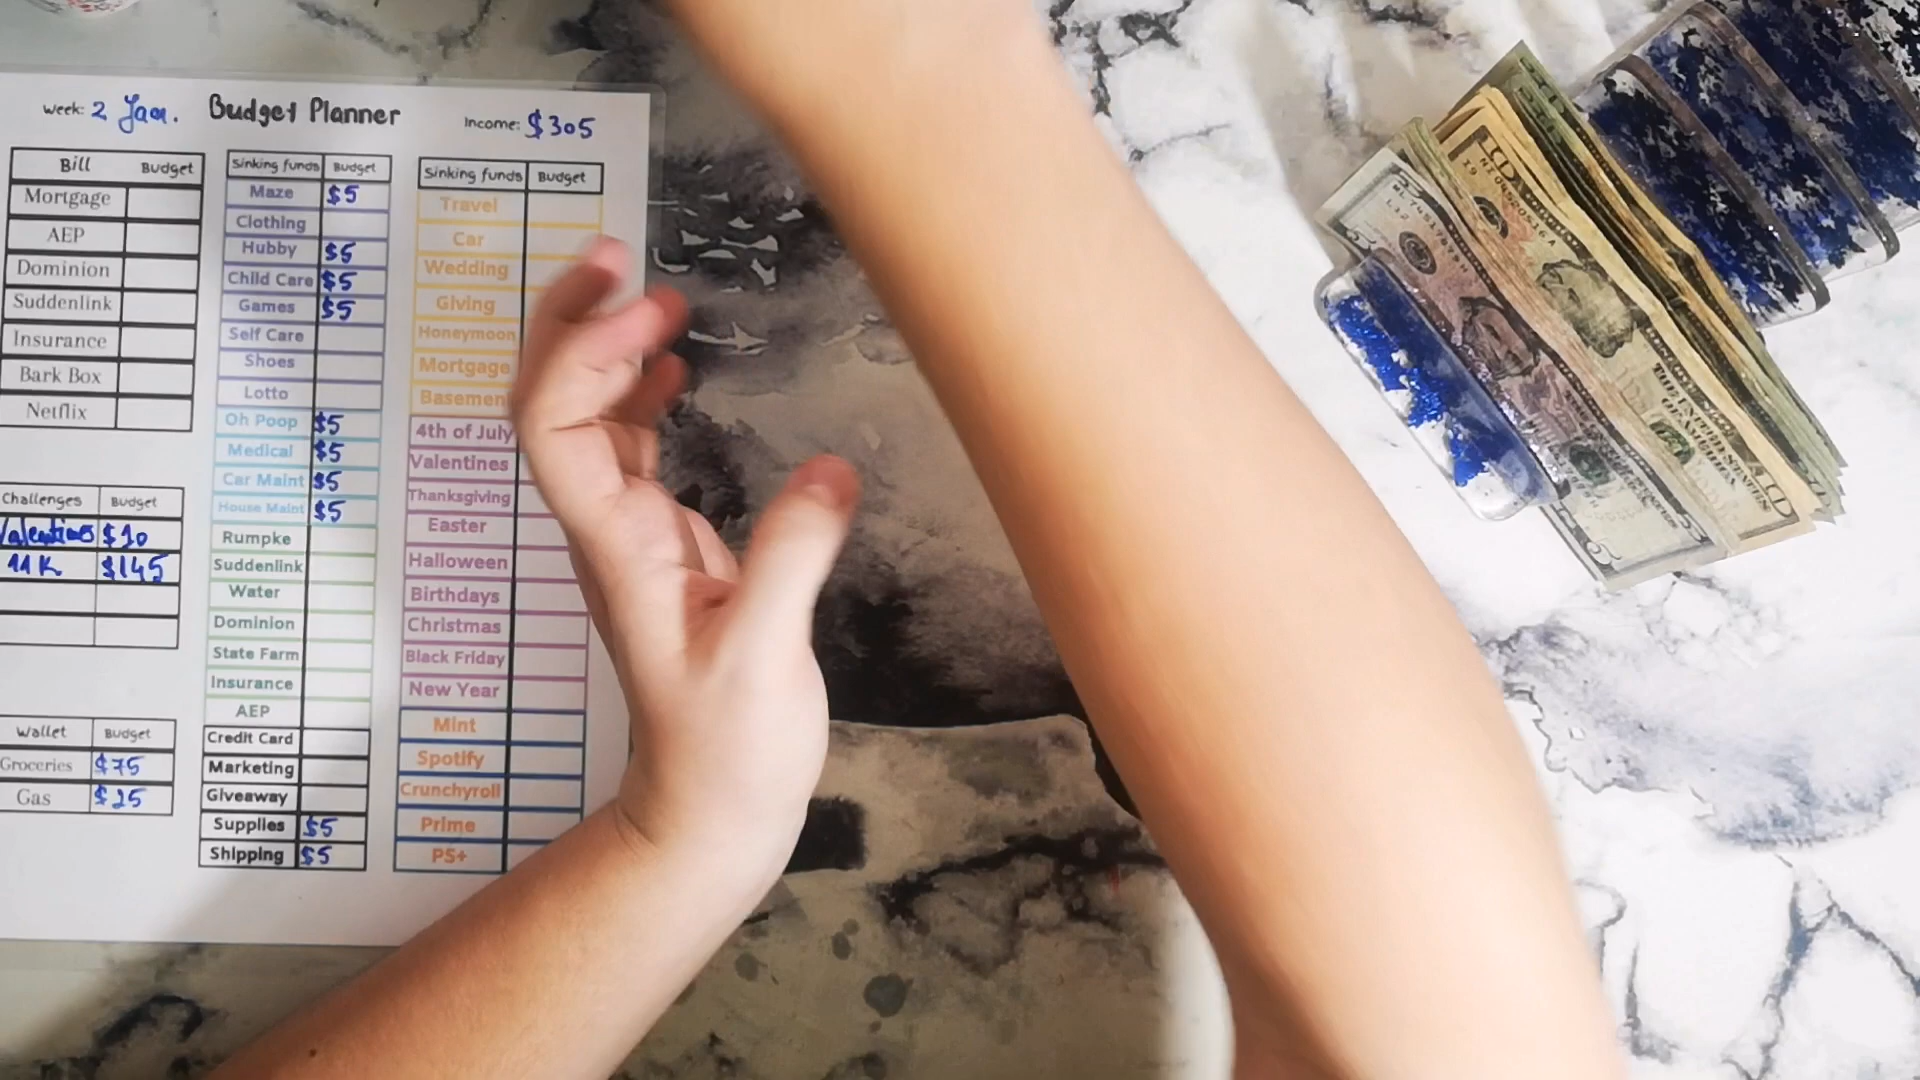 Week: 2 Jan. Budget Planner Income: $305
Bill Budget
Mortgage
AEP
Dominion
Suddenlink
Insurance
Bark Box
Netflix
Challenges Budget
Valentines $10
11K $145
Wallet Budget
Groceries $75
Gas $25
Sinking funds Budget
Maze $5
Clothing
Hubby $5
Child Care $5
Games $5
Self Care
Shoes
Lotto
Oh Poop $5
Medical $5
Car Maint $5
House Maint $5
Rumpke
Suddenlink
Water
Dominion
State Farm
Insurance
AEP
Credit Card
Marketing
Giveaway
Supplies $5
Shipping $5
Sinking funds Budget
Travel
Car
Wedding
Giving
Honeymoon
Mortgage
Basement
4th of July
Valentines
Thanksgiving
Easter
Halloween
Birthdays
Christmas
Black Friday
New Year
Mint
Spotify
Crunchyroll
Prime
PS+